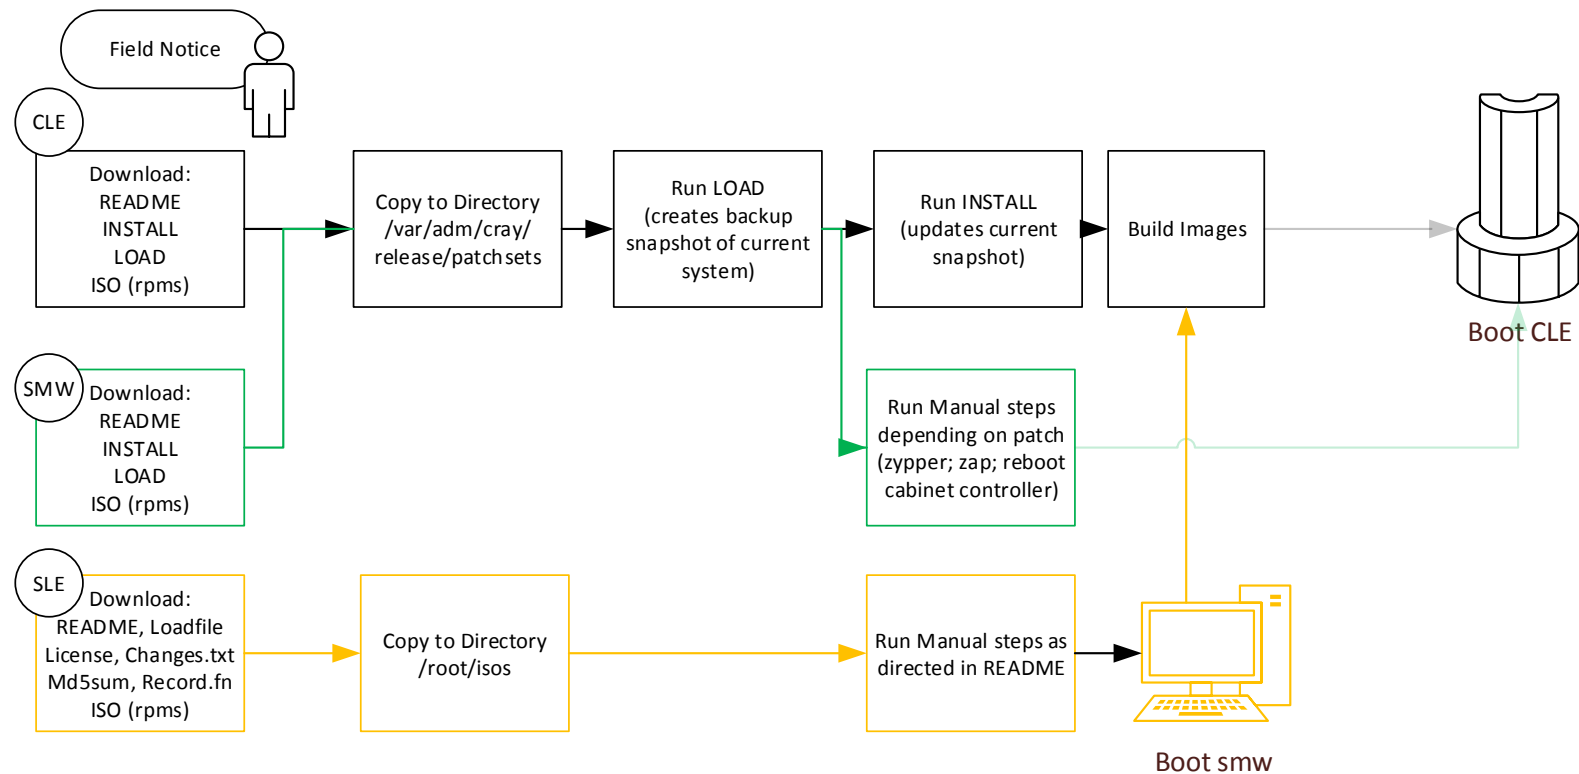 Field Notice
CLE
Download:
README
INSTALL
LOAD
ISO (rpms)
Copy to Directory
/var/adm/cray/
release/patchsets
Run LOAD
(creates backup
snapshot of current
system)
Run INSTALL
(updates current
snapshot)
Build Images
Boot CLE
SMW
Download:
README
INSTALL
LOAD
ISO (rpms)
Run Manual steps
depending on patch
(zypper; zap; reboot
cabinet controller)
SLE
Download:
README, Loadfile
License, Changes.txt
Md5sum, Record.fn
ISO (rpms)
Copy to Directory
/root/isos
Run Manual steps as
directed in README
Boot smw